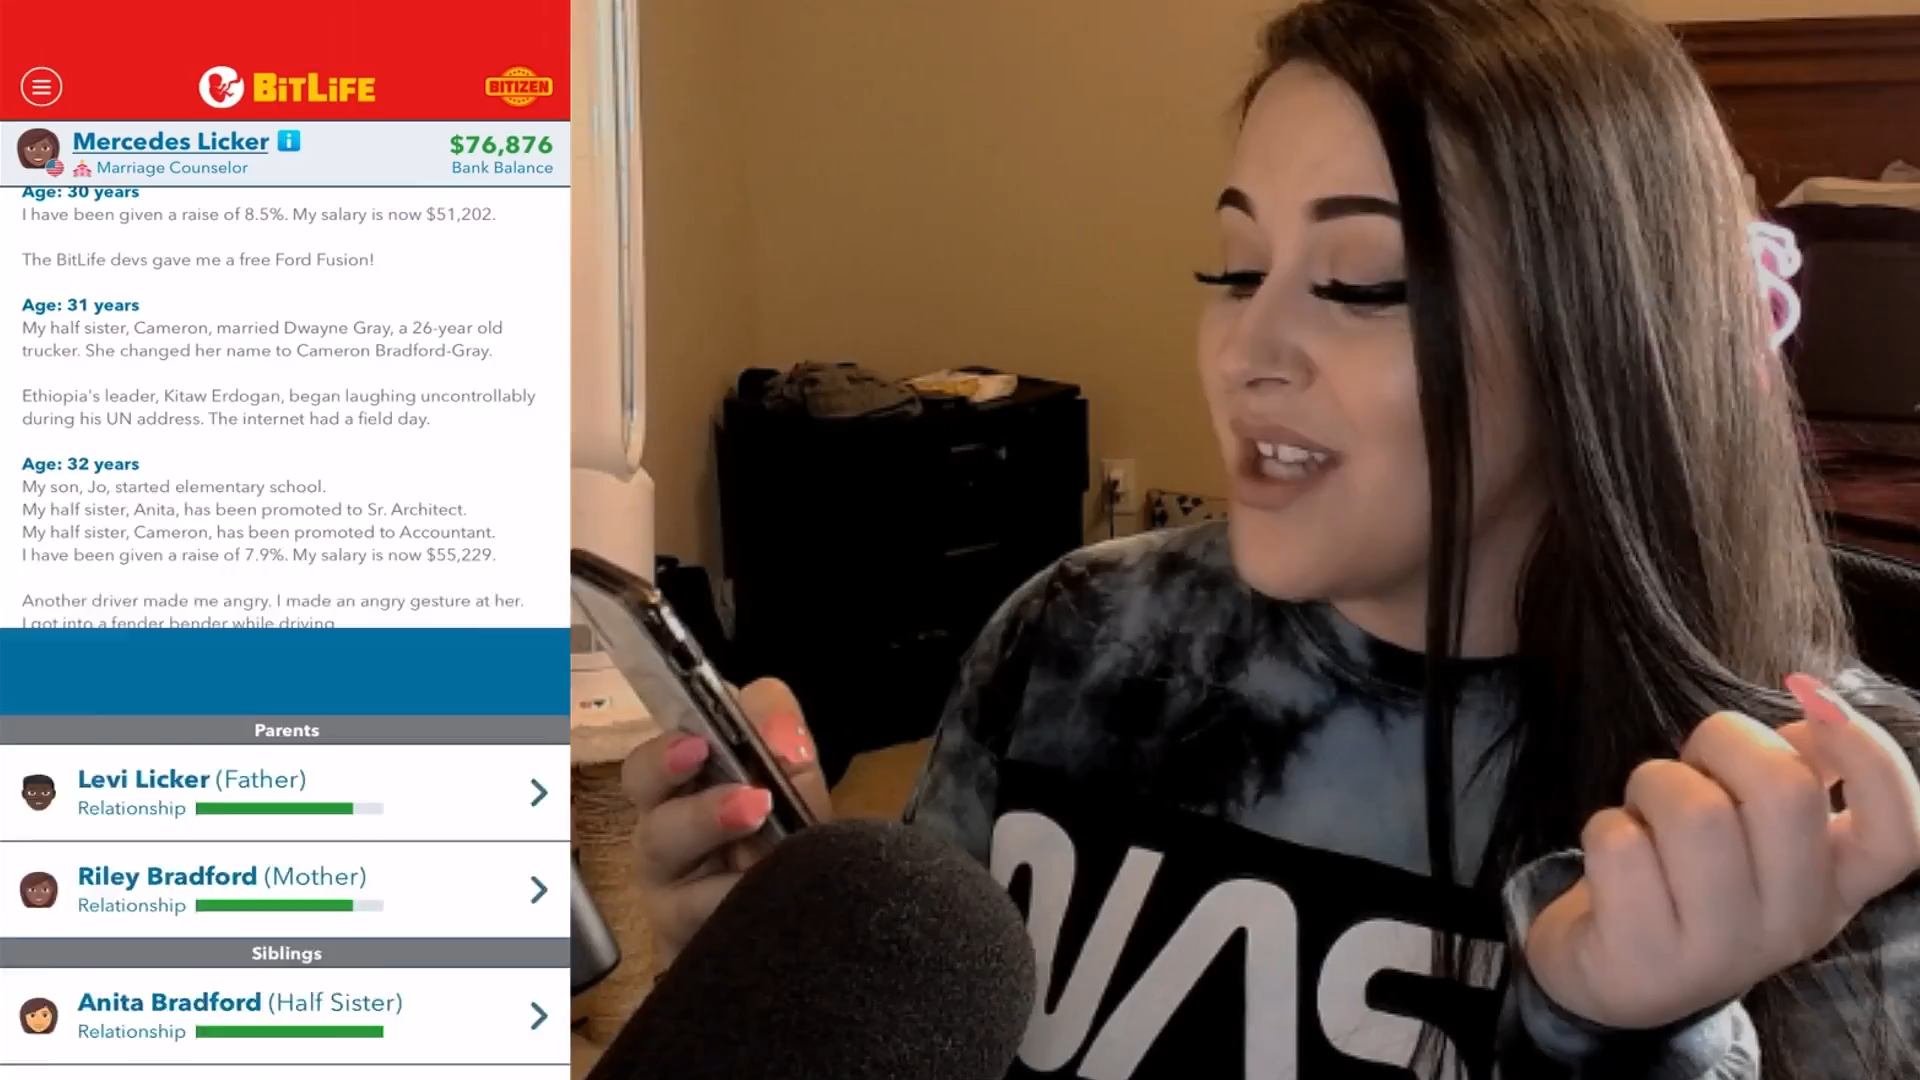 BiTLiFE
BITIZEN
Mercedes Licker i
$76,876
Marriage Counselor
Bank Balance
Age: 30 years
I have been given a raise of 8.5%. My salary is now $51,202.
The BitLife devs gave me a free Ford Fusion!
Age: 31 years
My half sister, Cameron, married Dwayne Gray, a 26-year old
trucker. She changed her name to Cameron Bradford-Gray.
Ethiopia's leader, Kitaw Erdogan, began laughing uncontrollably
during his UN address. The internet had a field day.
Age: 32 years
My son, Jo, started elementary school.
My half sister, Anita, has been promoted to Sr. Architect.
My half sister, Cameron, has been promoted to Accountant.
I have been given a raise of 7.9%. My salary is now $55,229.
Another driver made me angry. I made an angry gesture at her.
I got into a fender bender while driving
Parents
Levi Licker (Father)
Relationship
Riley Bradford (Mother)
Relationship
Siblings
Anita Bradford (Half Sister)
Relationship
NAS